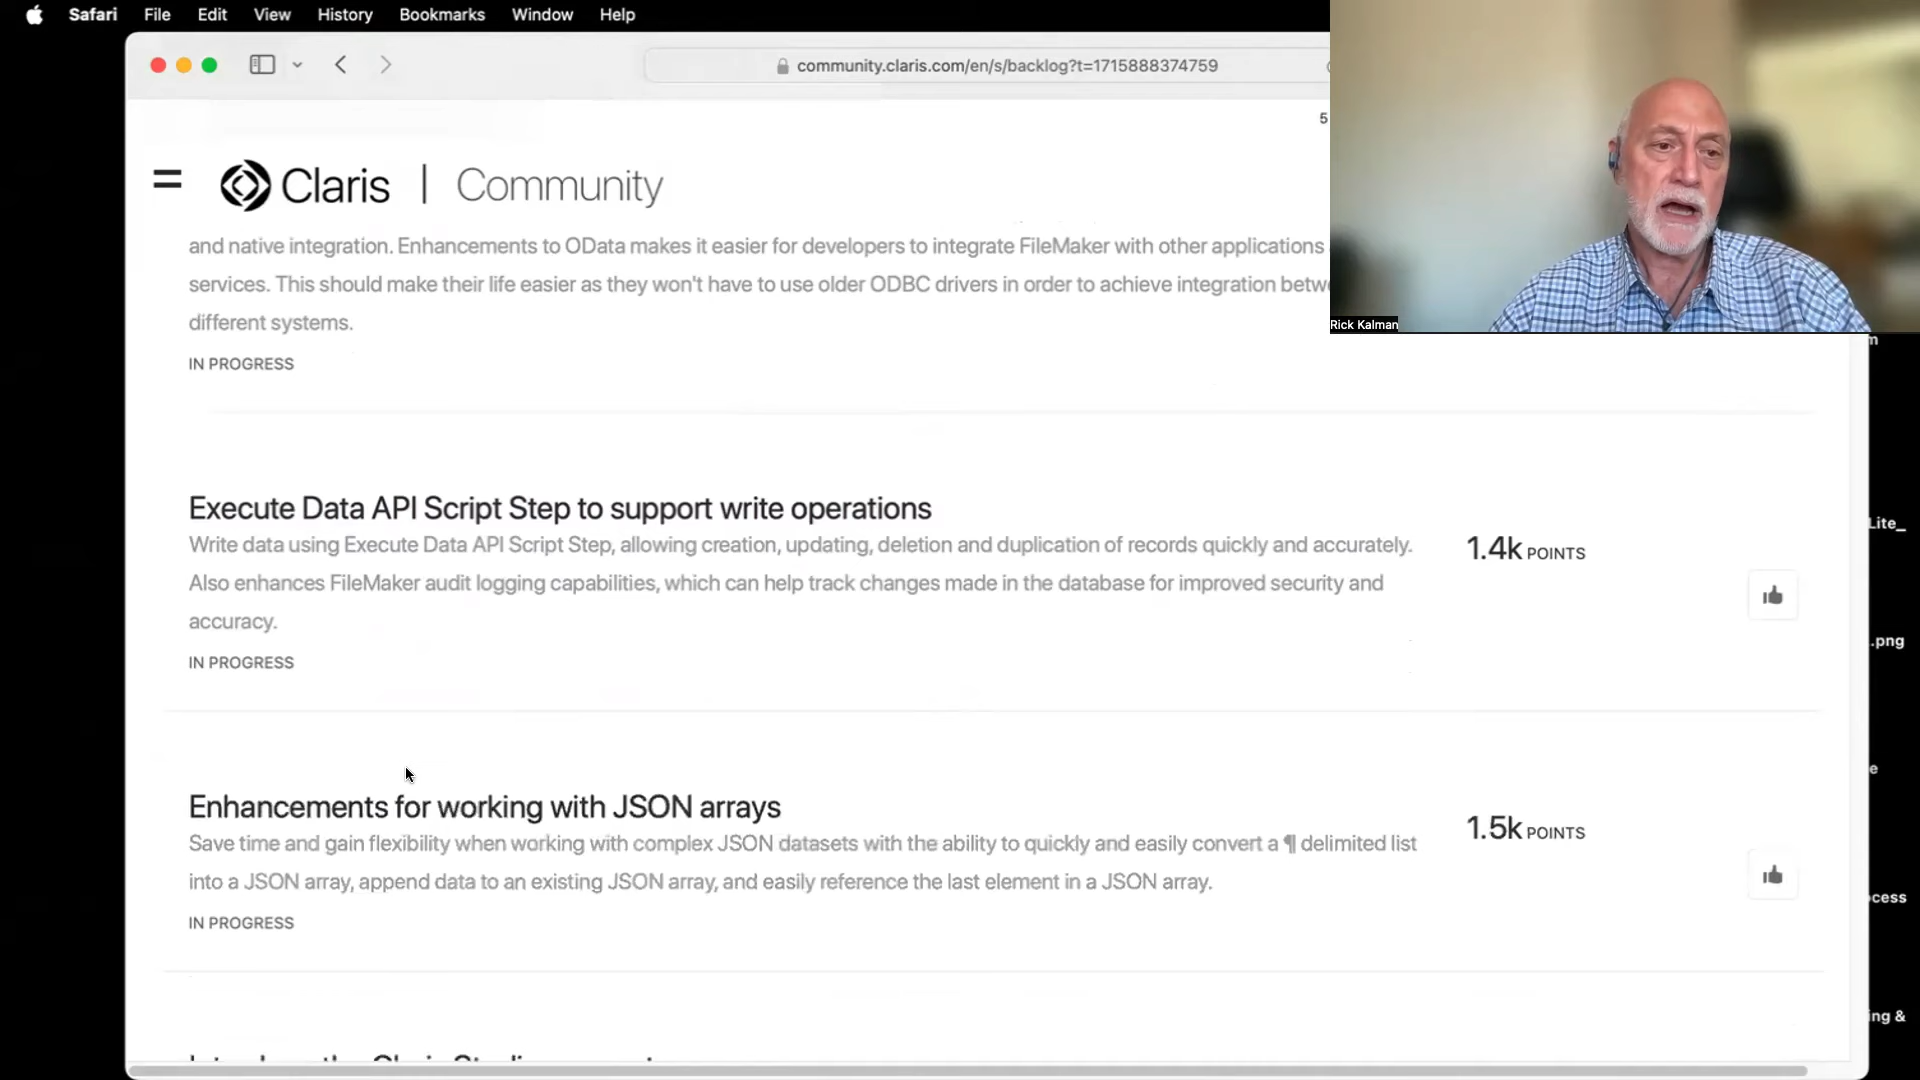 Safari File Edit View History Bookmarks Window Help
community.claris.com/en/s/backlog?t=1715888374759
5
Claris | Community
and native integration. Enhancements to OData makes it easier for developers to integrate FileMaker with other applications
services. This should make their life easier as they won't have to use older ODBC drivers in order to achieve integration betwe
different systems.
IN PROGRESS
Rick Kalman
Execute Data API Script Step to support write operations
Write data using Execute Data API Script Step, allowing creation, updating, deletion and duplication of records quickly and accurately.
Also enhances FileMaker audit logging capabilities, which can help track changes made in the database for improved security and
accuracy.
IN PROGRESS
1.4k POINTS
Lite_
.png
Enhancements for working with JSON arrays
Save time and gain flexibility when working with complex JSON datasets with the ability to quickly and easily convert a ¶ delimited list
into a JSON array, append data to an existing JSON array, and easily reference the last element in a JSON array.
IN PROGRESS
1.5k POINTS
e
cess
ing &